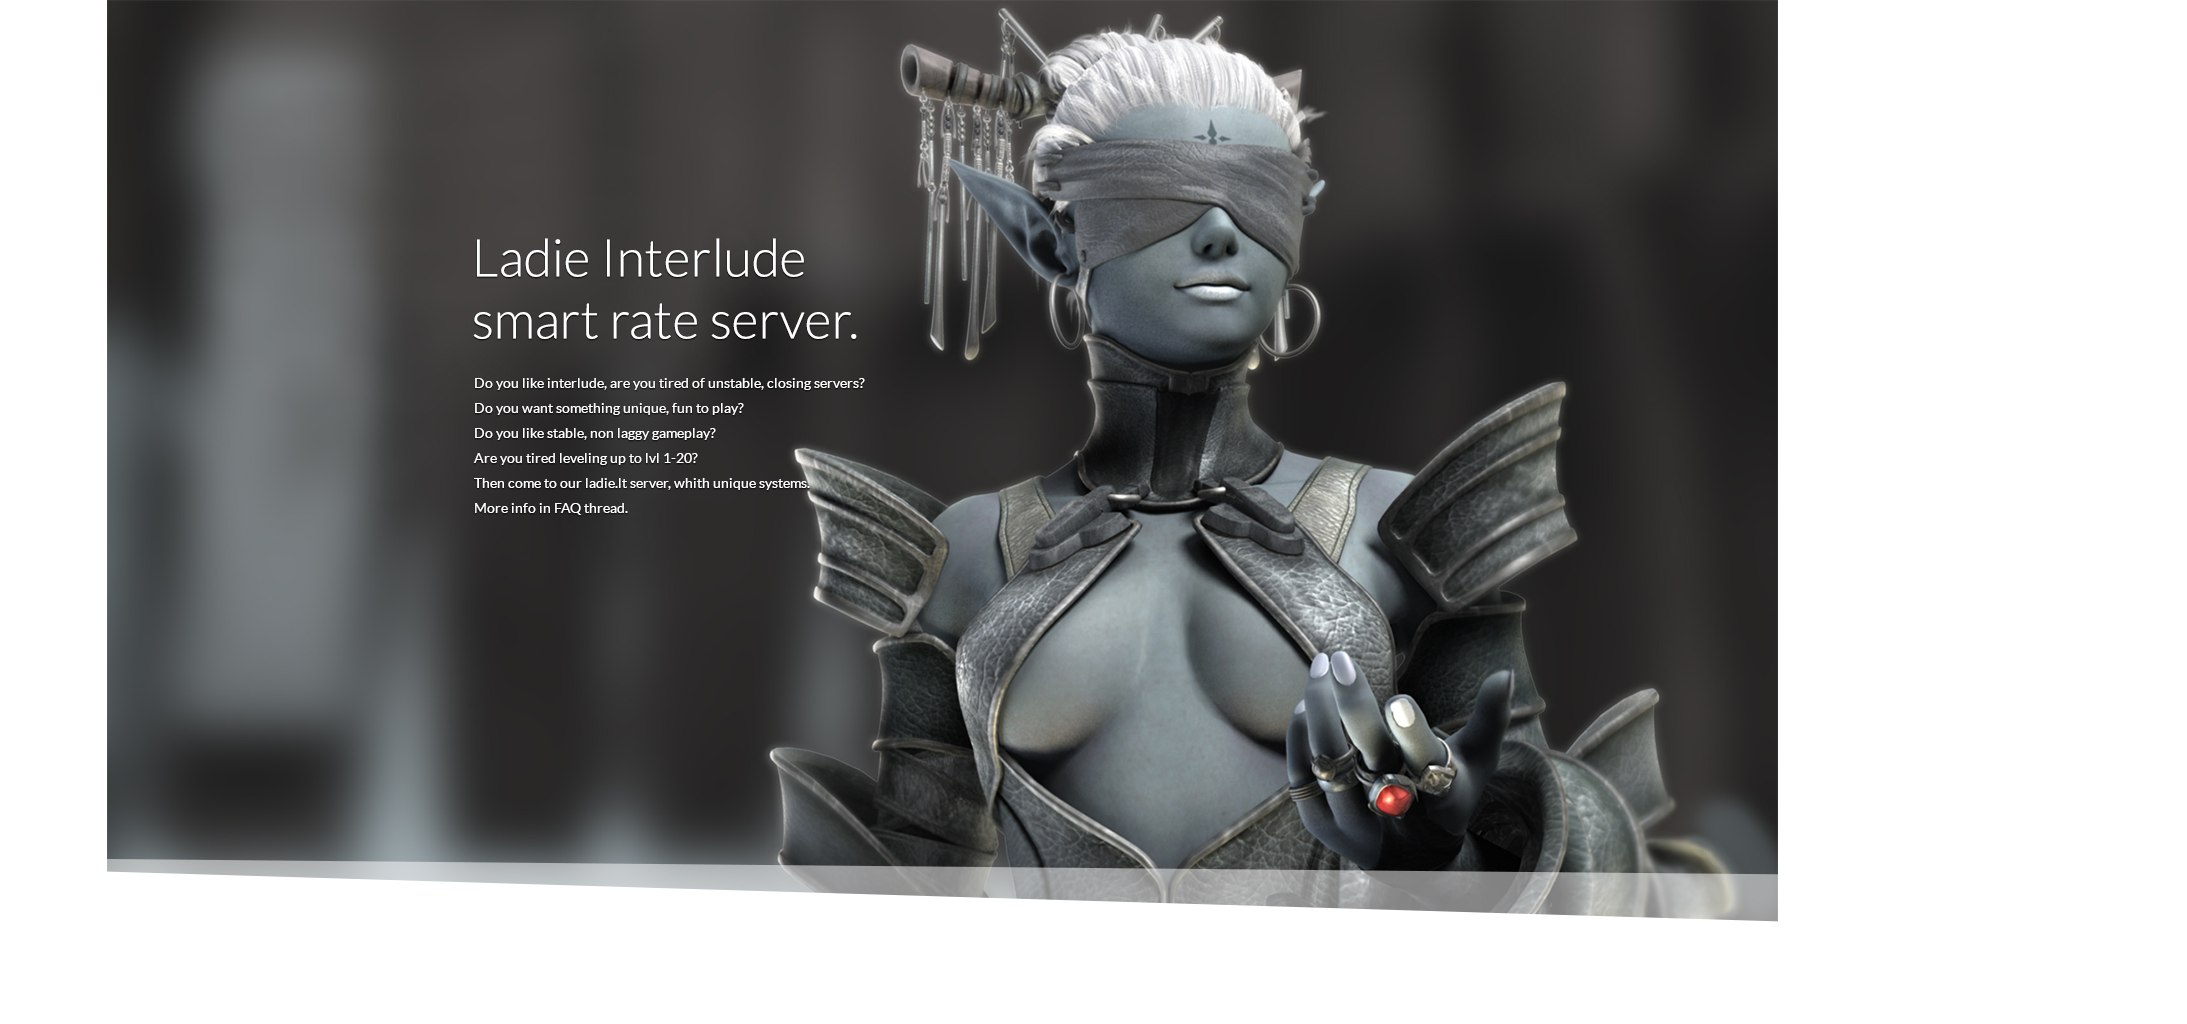 Ladie Interlude
smart rate server.
Do you like interlude, are you tired of unstable, closing servers?
Do you want something unique, fun to play?
Do you like stable, non laggy gameplay?
Are you tired leveling up to lvl 1-20?
Then come to our ladie.lt server, whith unique systems.
More info in FAQ thread.